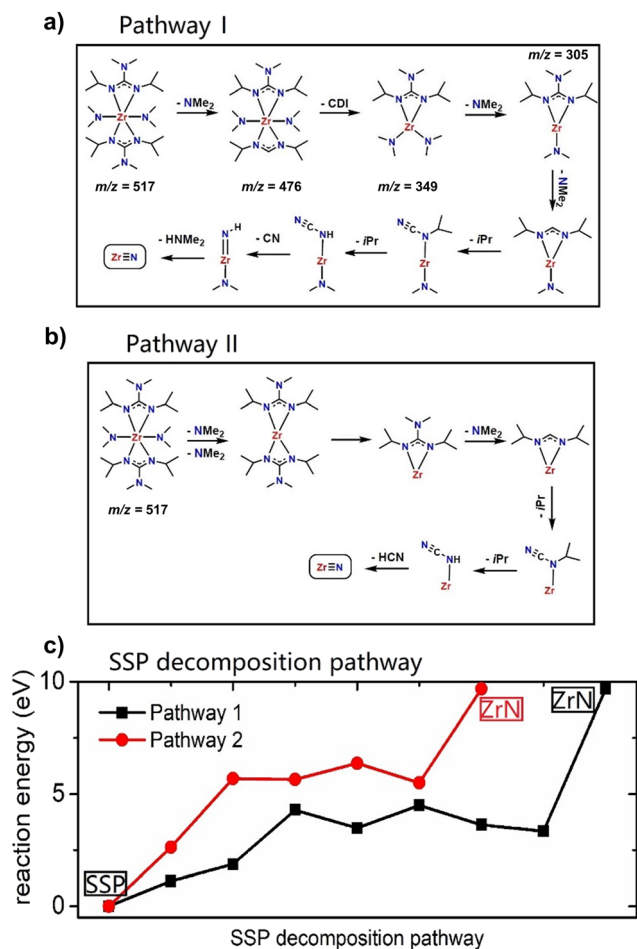 a)
Pathway I
- NMe2
- CDI
- NMe2
m/z = 305
m/z = 517
m/z = 476
m/z = 349
- NMe2
- iPr
- iPr
- CN
- HNMe2
Zr≡N
b)
Pathway II
- NMe2
- NMe2
- NMe2
m/z = 517
- iPr
- iPr
- HCN
Zr≡N
c)
SSP decomposition pathway
10
5
0
reaction energy (eV)
Pathway 1
Pathway 2
SSP
ZrN
ZrN
SSP decomposition pathway